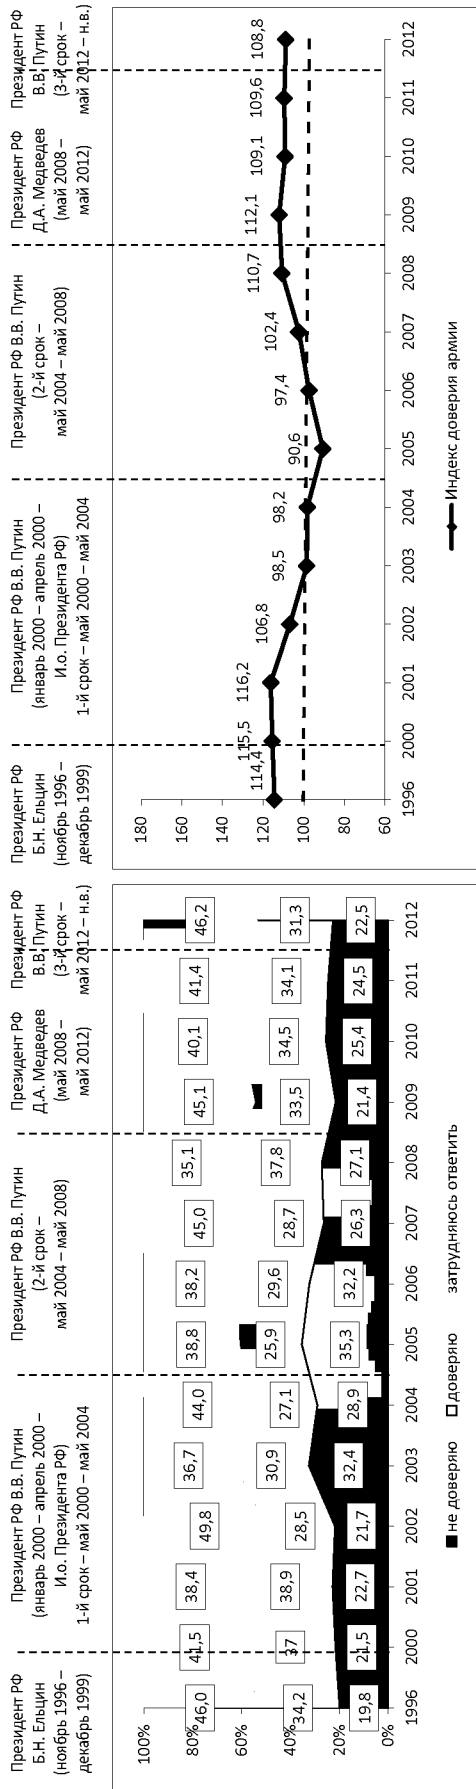 Президент РФ
Б.Н. Ельцин
(ноябрь 1996 –
декабрь 1999)
Президент РФ В.В. Путин
(январь 2000 – апрель 2000 –
И.о. Президента РФ)
1-й срок – май 2000 – май 2004
Президент РФ В.В. Путин
(2-й срок –
май 2004 – май 2008)
Президент РФ
Д.А. Медведев
(май 2008 –
май 2012)
Президент РФ
В.В. Путин
(3-й срок –
май 2012 – н.в.)
100%
80%
60%
40%
20%
0%
46,0 41,5 38,4 49,8 36,7 44,0 38,8 38,2 45,0 35,1 45,1 40,1 41,4 46,2
34,2 37 38,9 28,5 30,9 27,1 25,9 29,6 28,7 37,8 33,5 34,5 34,1 31,3
19,8 21,5 22,7 21,7 32,4 28,9 35,3 32,2 26,3 27,1 21,4 25,4 24,5 22,5
1996 2000 2001 2002 2003 2004 2005 2006 2007 2008 2009 2010 2011 2012
не доверяю доверяю затрудняюсь ответить
Президент РФ
Б.Н. Ельцин
(ноябрь 1996 –
декабрь 1999)
Президент РФ В.В. Путин
(январь 2000 – апрель 2000 –
И.о. Президента РФ)
1-й срок – май 2000 – май 2004
Президент РФ В.В. Путин
(2-й срок –
май 2004 – май 2008)
Президент РФ
Д.А. Медведев
(май 2008 –
май 2012)
Президент РФ
В.В. Путин
(3-й срок –
май 2012 – н.в.)
180
160
140
120
100
80
60
114,4 115,5 116,2 106,8 98,5 98,2 90,6 97,4 102,4 110,7 112,1 109,1 109,6 108,8
1996 2000 2001 2002 2003 2004 2005 2006 2007 2008 2009 2010 2011 2012
Индекс доверия армии